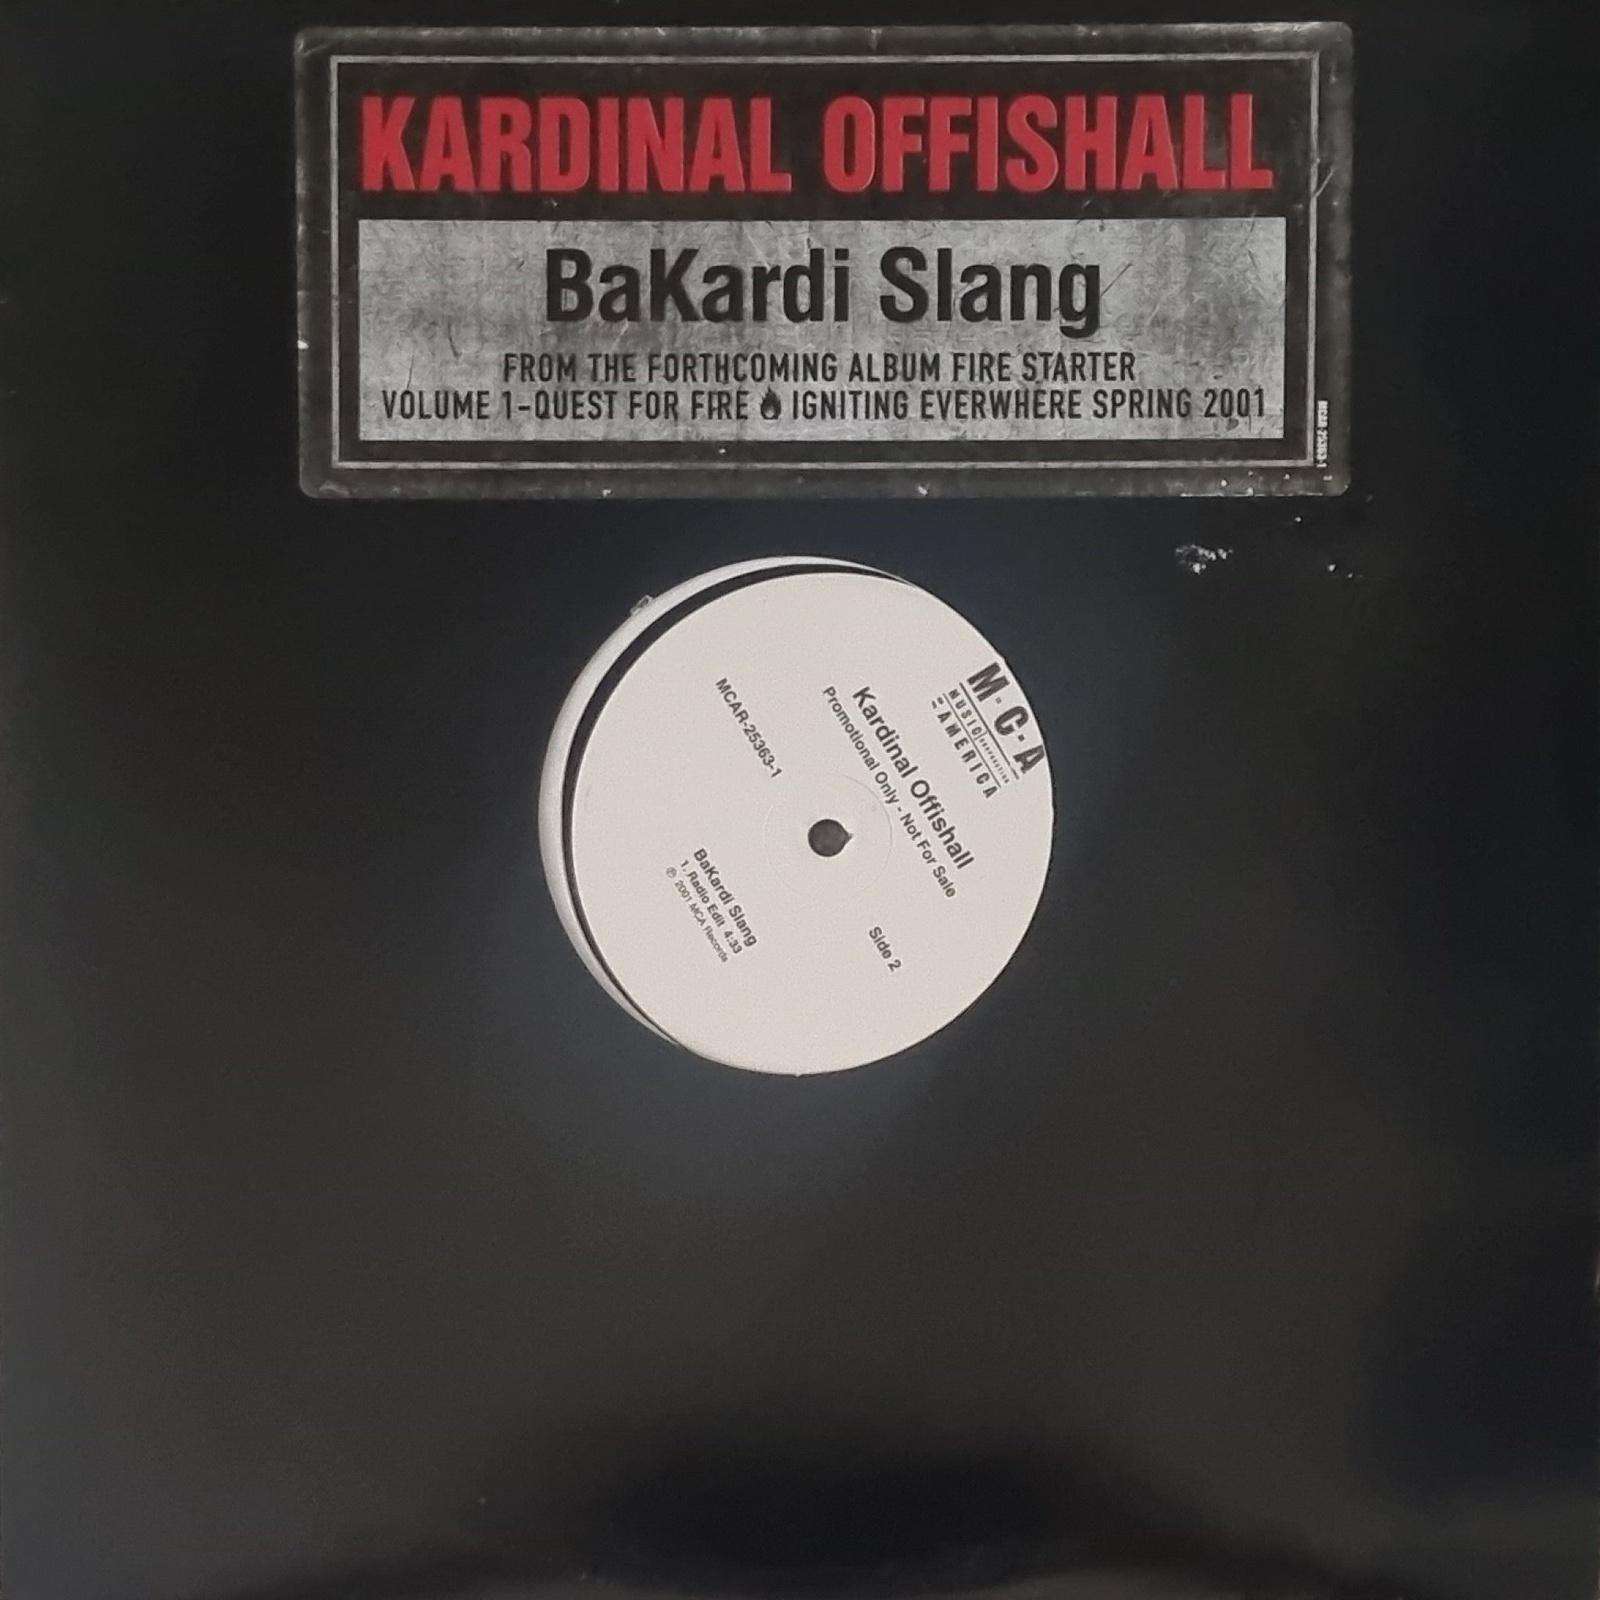 KARDINAL OFFISHALL
BaKardi Slang
FROM THE FORTHCOMING ALBUM FIRE STARTER
VOLUME 1-QUEST FOR FIRE IGNITING EVERWHERE SPRING 2001
M·C·A
MUSIC CORPORATION
OF AMERICA
Kardinal Offishall
Promotional Only - Not For Sale
Side 2
MCAR-25363-1
BaKardi Slang
1. Radio Edit 4:33
℗ 2001 MCA Records